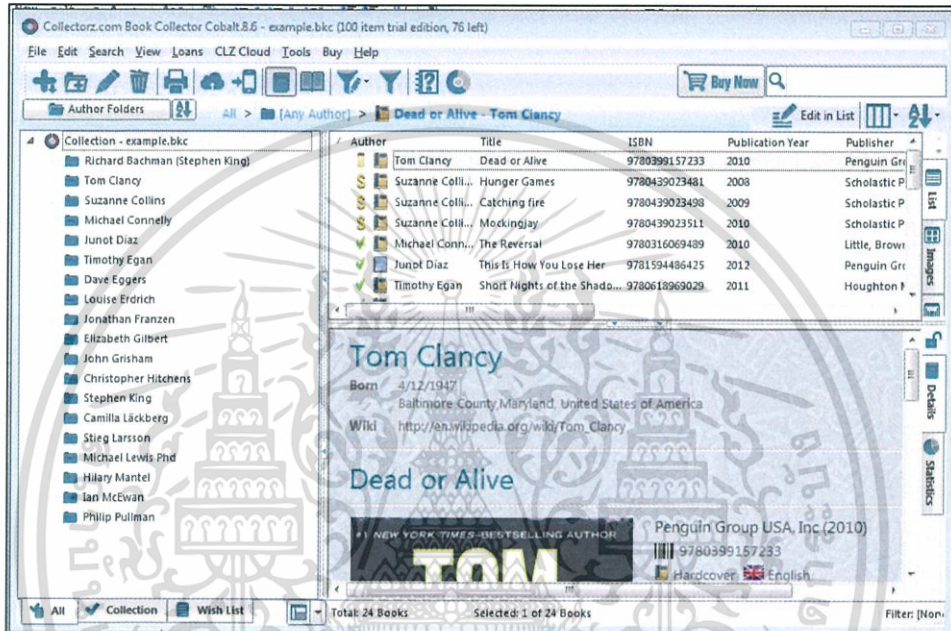 Collectorz.com Book Collector Cobalt.8.6 - example.bkc (100 item trial edition, 76 left)
File Edit Search View Loans CLZ Cloud Tools Buy Help
Buy Now
Author Folders
All > [Any Author] > Dead or Alive - Tom Clancy
Edit in List
Collection - example.bkc
Richard Bachman (Stephen King)
Tom Clancy
Suzanne Collins
Michael Connelly
Junot Díaz
Timothy Egan
Dave Eggers
Louise Erdrich
Jonathan Franzen
Elizabeth Gilbert
John Grisham
Christopher Hitchens
Stephen King
Camilla Läckberg
Stieg Larsson
Michael Lewis Phd
Hilary Mantel
Ian McEwan
Philip Pullman
Author Title ISBN Publication Year Publisher
Tom Clancy Dead or Alive 9780399157233 2010 Penguin Gr
Suzanne Colli... Hunger Games 9780439023481 2008 Scholastic P
Suzanne Colli... Catching fire 9780439023498 2009 Scholastic P
Suzanne Colli... Mockingjay 9780439023511 2010 Scholastic P
Michael Conn... The Reversal 9780316069489 2010 Little, Brown
Junot Díaz This Is How You Lose Her 9781594486425 2012 Penguin Gr
Timothy Egan Short Nights of the Shado... 9780618969029 2011 Houghton
List
Images
Details
Statistics
Tom Clancy
Born 4/12/1947
Baltimore County, Maryland, United States of America
Wiki http://en.wikipedia.org/wiki/Tom_Clancy
Dead or Alive
#1 NEW YORK TIMES-BESTSELLING AUTHOR
TOM
Penguin Group USA, Inc (2010)
9780399157233
Hardcover English
All Collection Wish List
Total: 24 Books Selected: 1 of 24 Books Filter: [Non